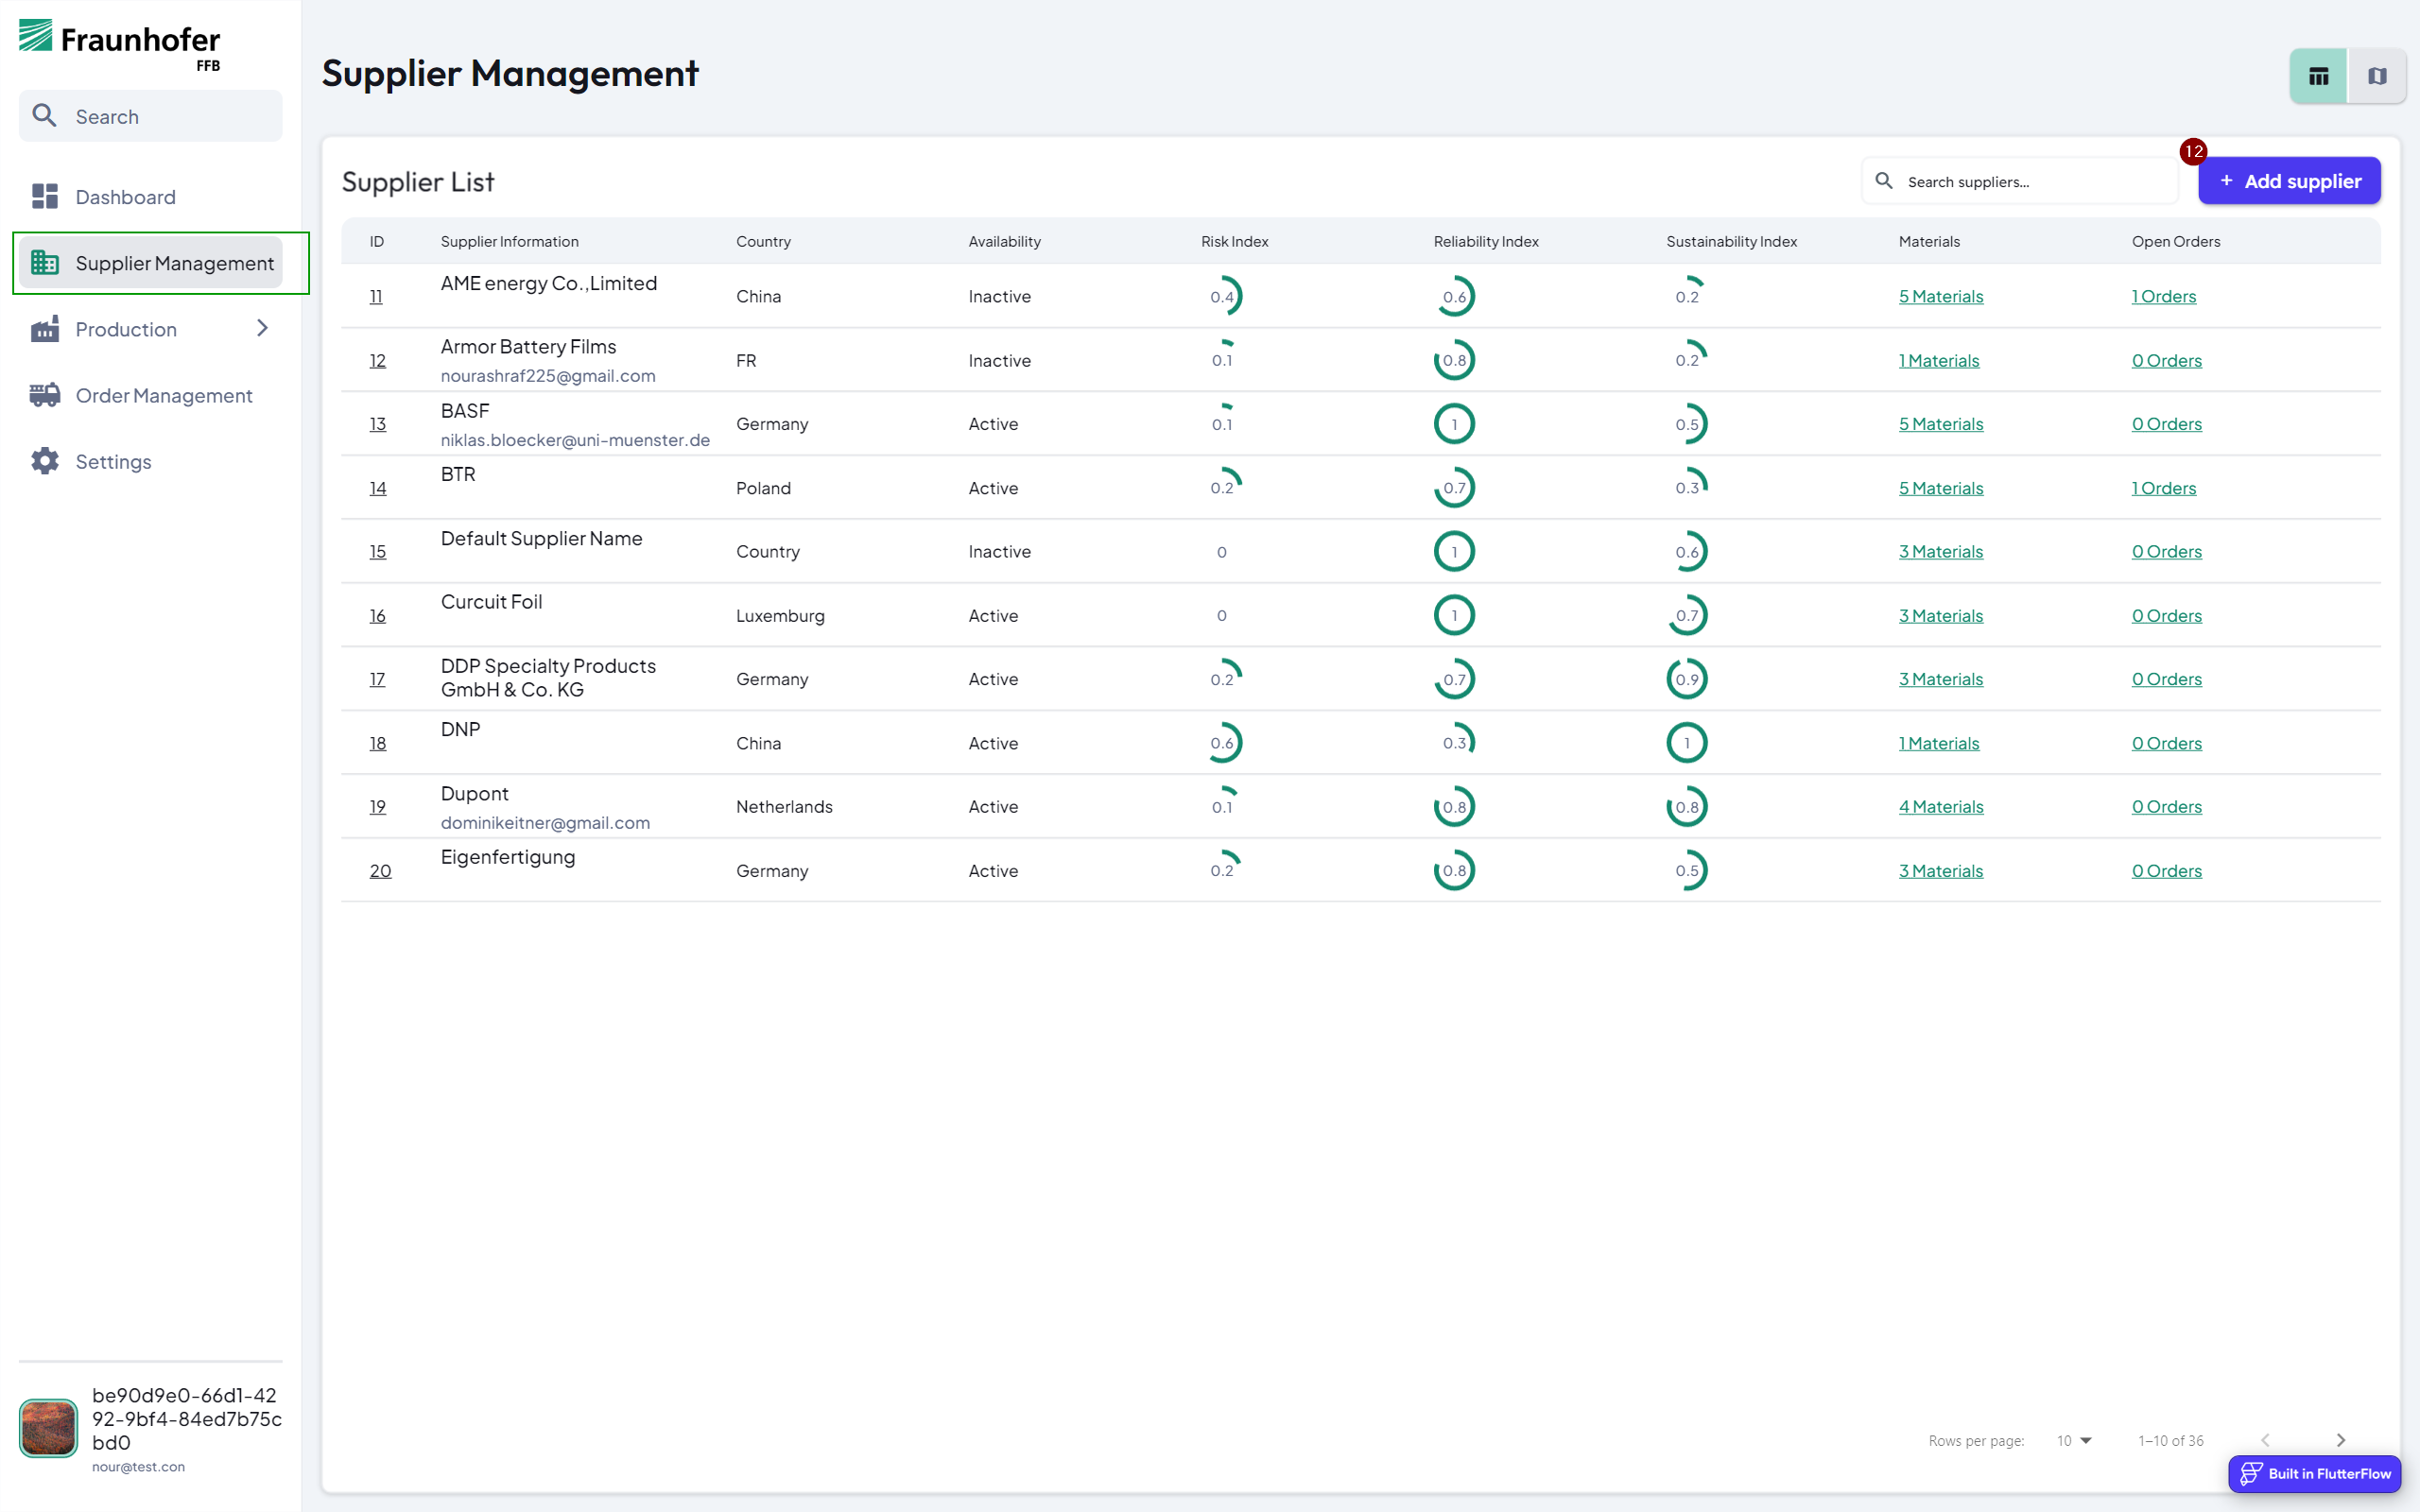 Fraunhofer
FFB
Search
Dashboard
Supplier Management
Production
Order Management
Settings
be90d9e0-66d1-42
92-9bf4-84ed7b75c
bd0
nour@test.con
Supplier Management
Supplier List
Search suppliers...
12
+ Add supplier
ID Supplier Information Country Availability Risk Index Reliability Index Sustainability Index Materials Open Orders
11 AME energy Co.,Limited China Inactive 0.4 0.6 0.2 5 Materials 1 Orders
12 Armor Battery Films FR Inactive 0.1 0.8 0.2 1 Materials 0 Orders
nourashraf225@gmail.com
13 BASF Germany Active 0.1 1 0.5 5 Materials 0 Orders
niklas.bloecker@uni-muenster.de
14 BTR Poland Active 0.2 0.7 0.3 5 Materials 1 Orders
15 Default Supplier Name Country Inactive 0 1 0.6 3 Materials 0 Orders
16 Curcuit Foil Luxemburg Active 0 1 0.7 3 Materials 0 Orders
17 DDP Specialty Products Germany Active 0.2 0.7 0.9 3 Materials 0 Orders
GmbH & Co. KG
18 DNP China Active 0.6 0.3 1 1 Materials 0 Orders
19 Dupont Netherlands Active 0.1 0.8 0.8 4 Materials 0 Orders
dominikeitner@gmail.com
20 Eigenfertigung Germany Active 0.2 0.8 0.5 3 Materials 0 Orders
Rows per page: 10 1–10 of 36
Built in FlutterFlow